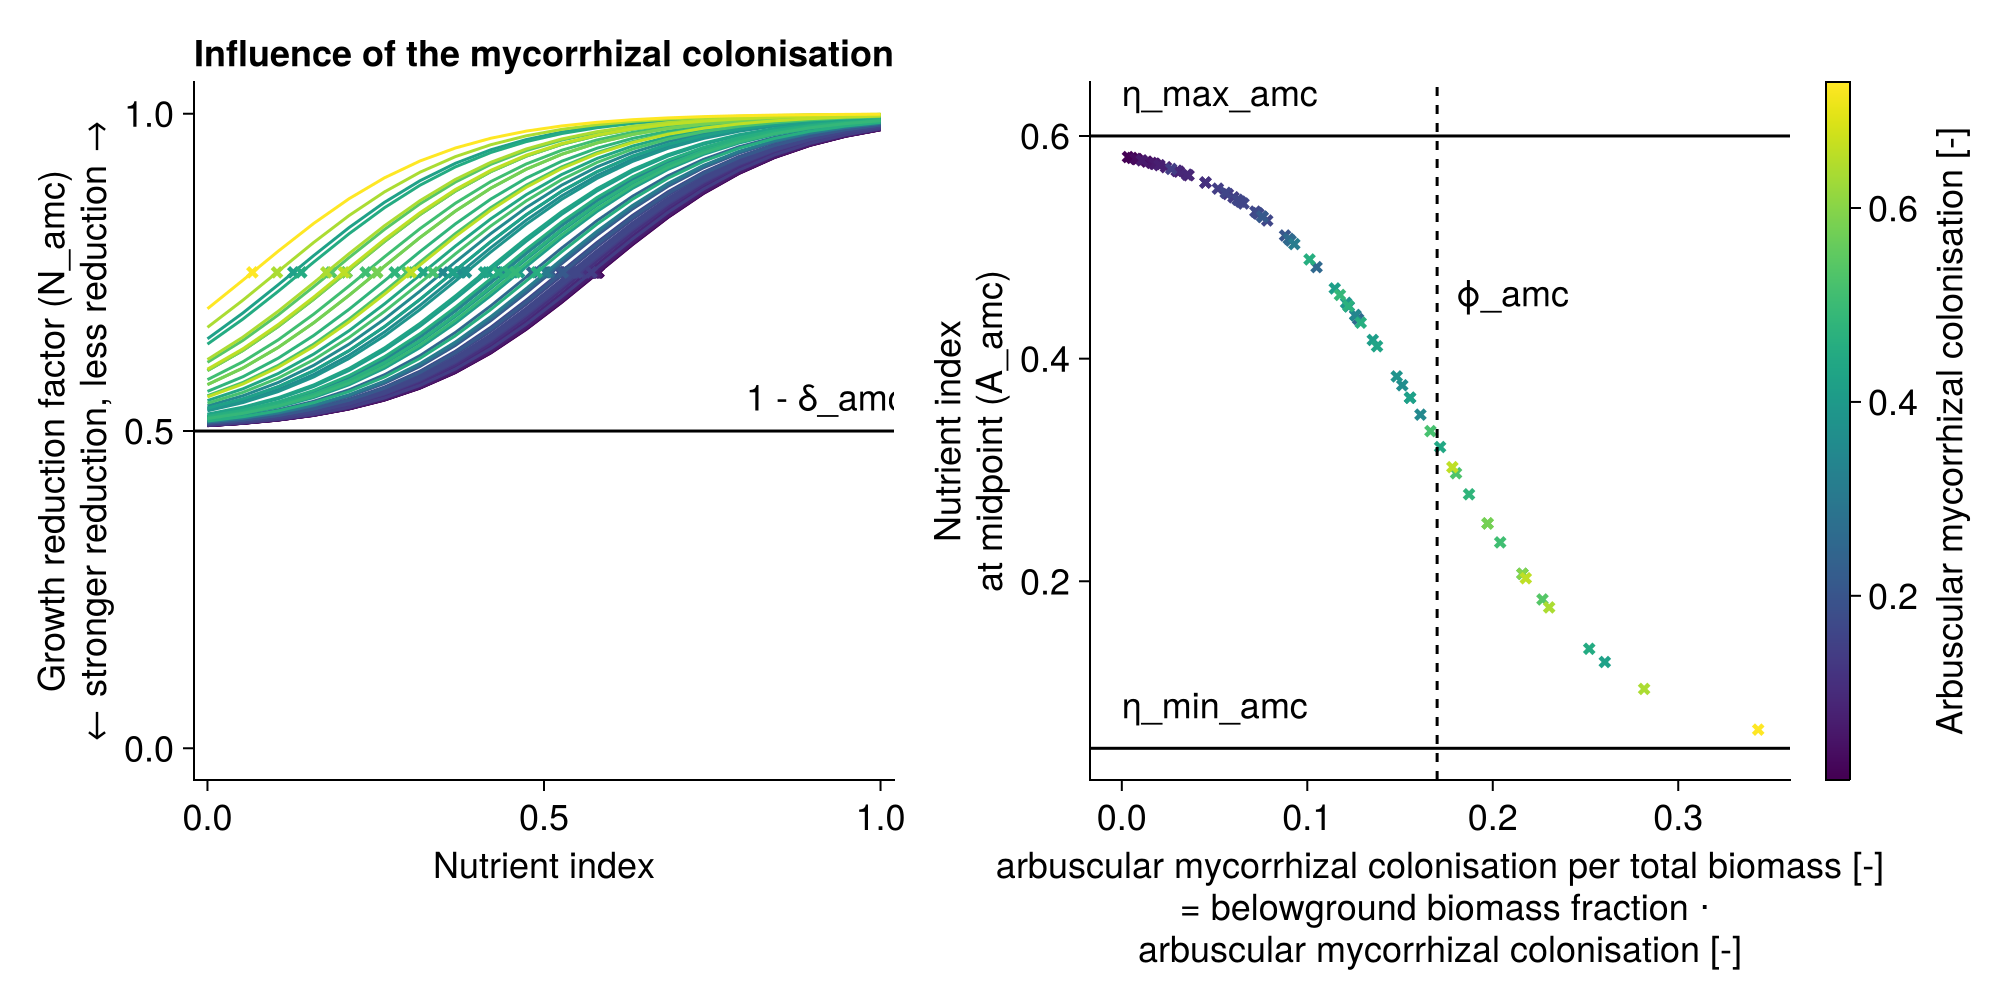 Influence of the mycorrhizal colonisation
Growth reduction factor (N_amc)
← stronger reduction, less reduction →
1.0
0.5
0.0
1 - δ_amc
0.0
0.5
1.0
Nutrient index
Nutrient index
at midpoint (A_amc)
0.6
0.4
0.2
η_max_amc
ϕ_amc
η_min_amc
0.0
0.1
0.2
0.3
arbuscular mycorrhizal colonisation per total biomass [-]
= belowground biomass fraction ⋅
arbuscular mycorrhizal colonisation [-]
0.6
0.4
0.2
Arbuscular mycorrhizal colonisation [-]